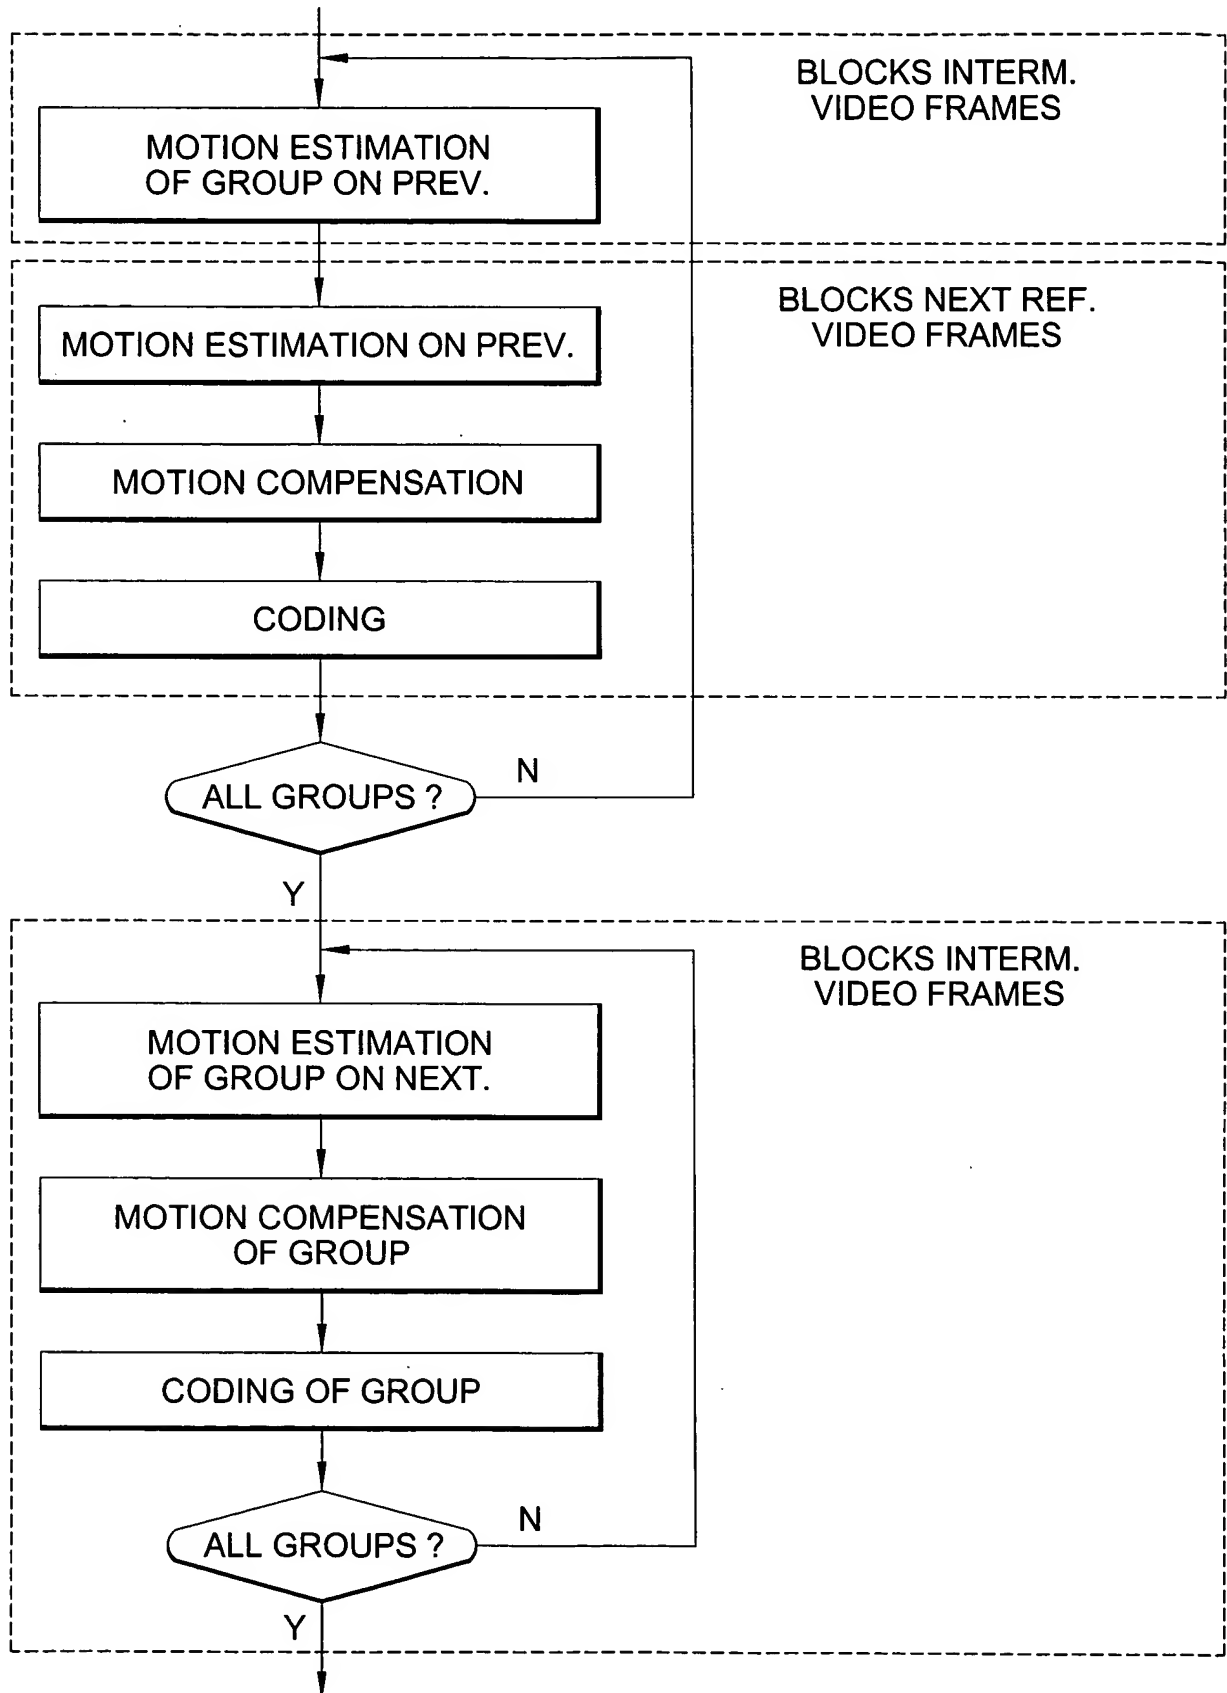 BLOCKS INTERM.
VIDEO FRAMES
MOTION ESTIMATION
OF GROUP ON PREV.
BLOCKS NEXT REF.
VIDEO FRAMES
MOTION ESTIMATION ON PREV.
MOTION COMPENSATION
CODING
ALL GROUPS ?
N
Y
BLOCKS INTERM.
VIDEO FRAMES
MOTION ESTIMATION
OF GROUP ON NEXT.
MOTION COMPENSATION
OF GROUP
CODING OF GROUP
ALL GROUPS ?
N
Y